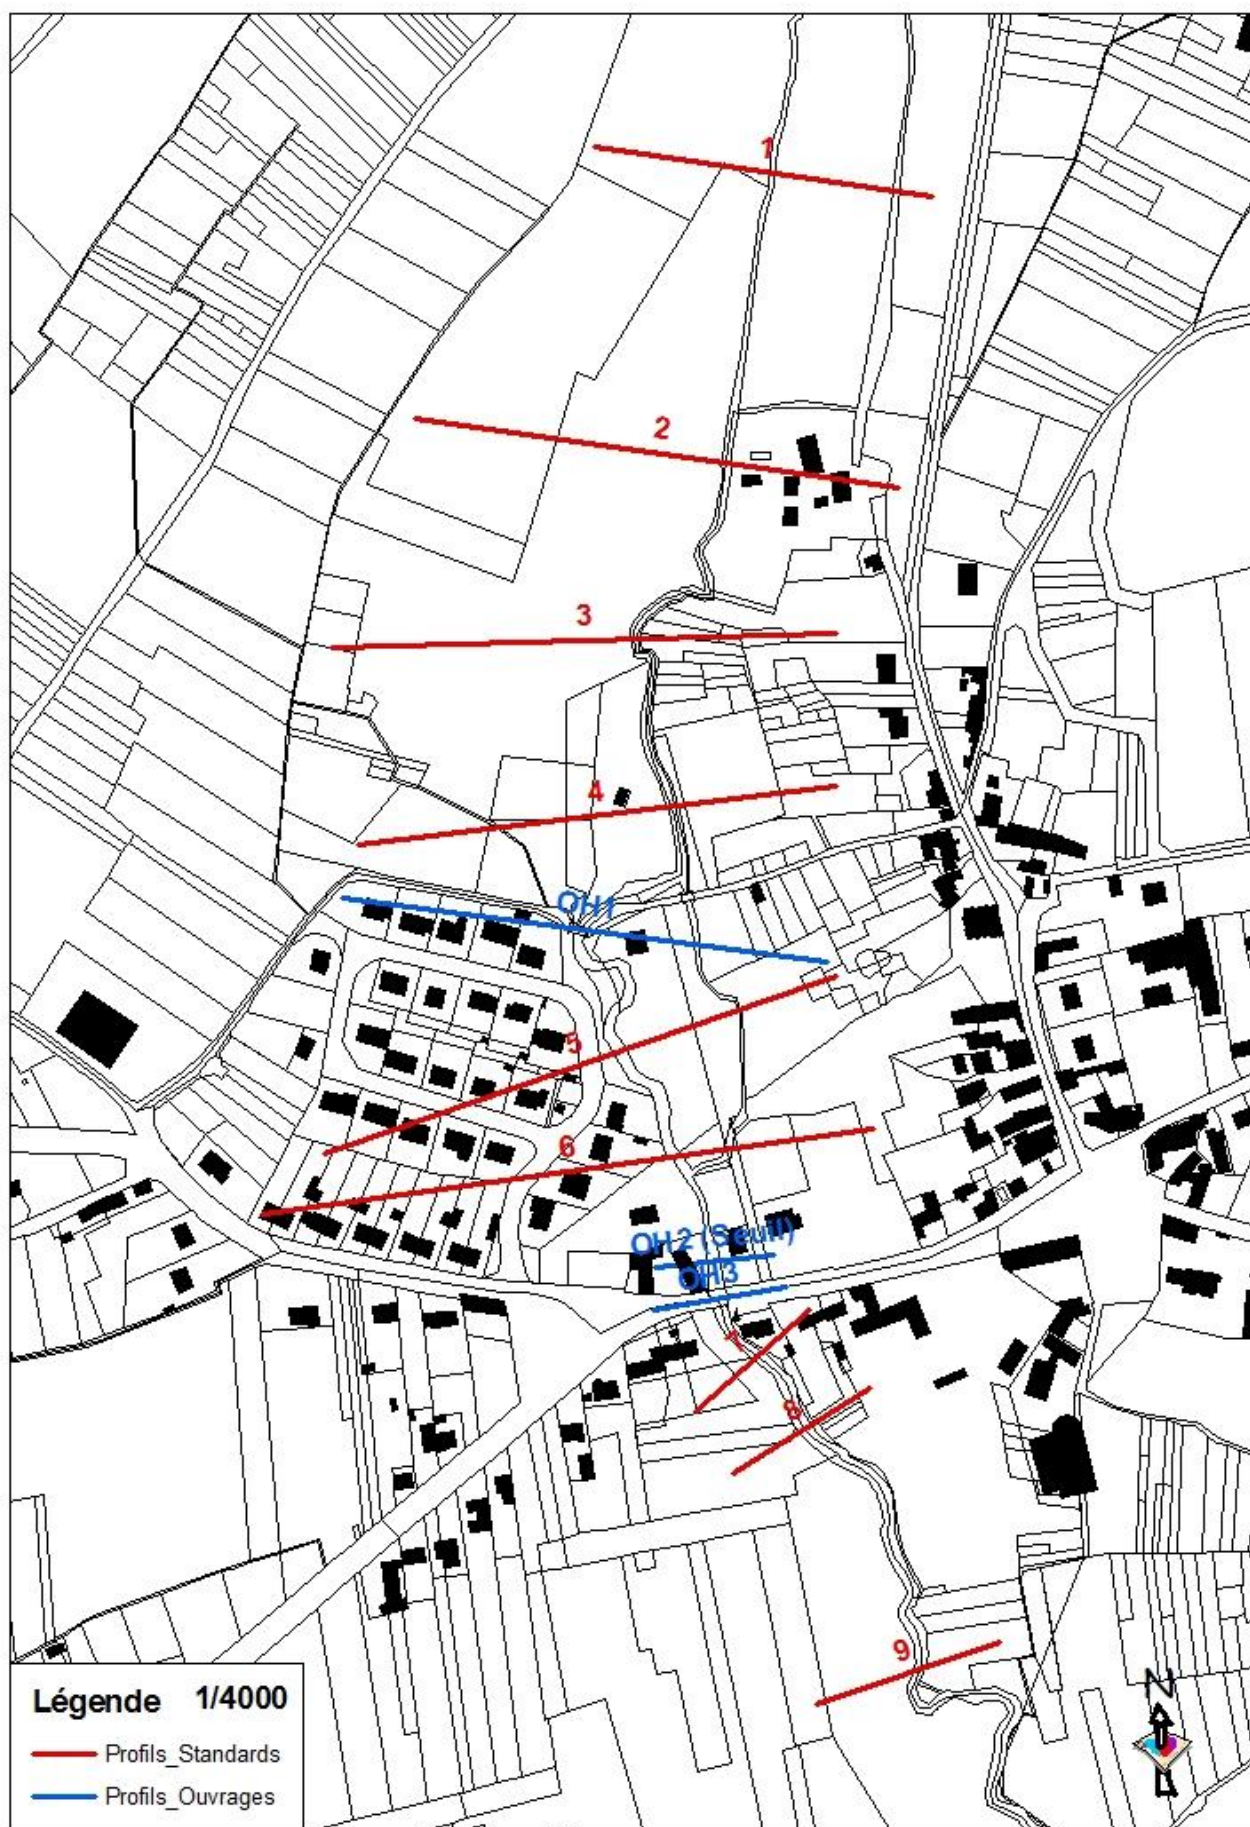 1
2
3
4
OH1
5
6
OH2 (Seuil)
OH3
7
8
9
Légende 1/4000
Profils_Standards
Profils_Ouvrages
N